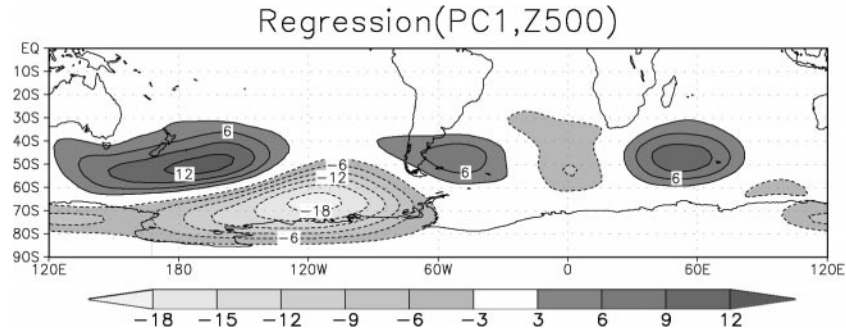 Regression(PC1,Z500)
EQ
10S
20S
30S
40S
50S
60S
70S
80S
90S
6
12
-6
-12
-18
-6
6
6
120E 180 120W 60W 0 60E 120E
-18 -15 -12 -9 -6 -3 3 6 9 12